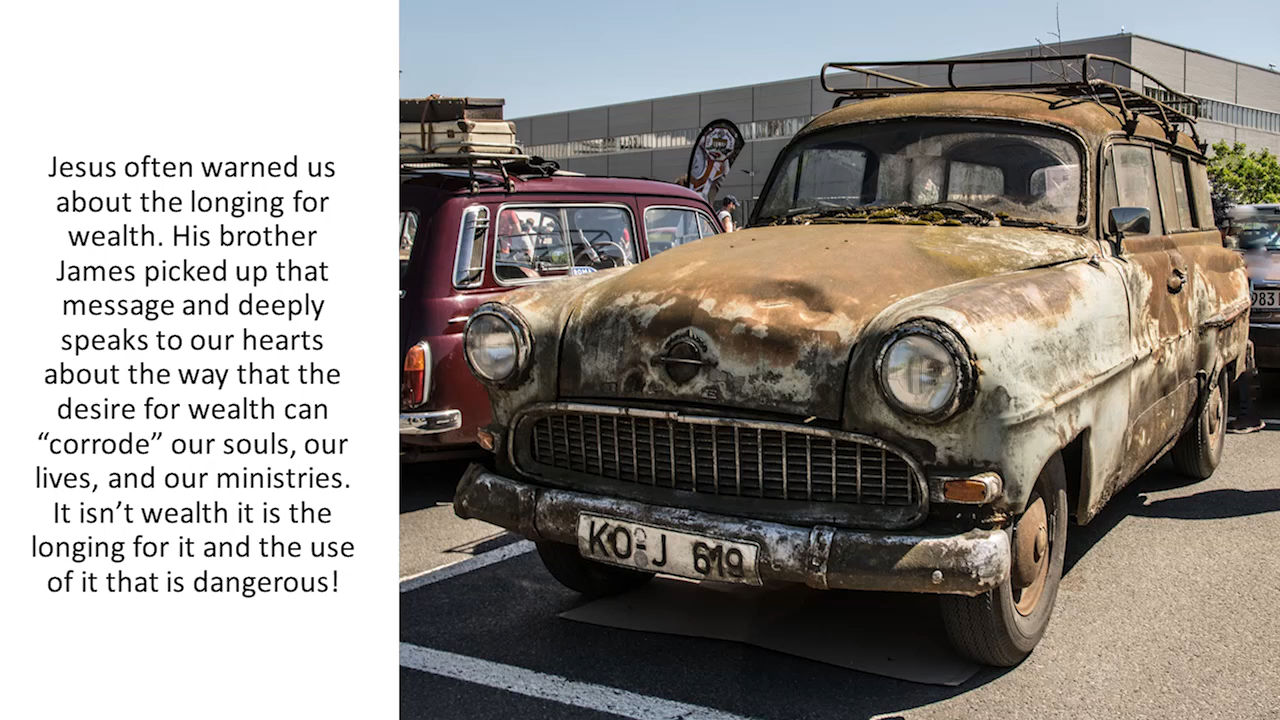 Jesus often warned us
about the longing for
wealth. His brother
James picked up that
message and deeply
speaks to our hearts
about the way that the
desire for wealth can
“corrode” our souls, our
lives, and our ministries.
It isn’t wealth it is the
longing for it and the use
of it that is dangerous!
KO-J 619
983